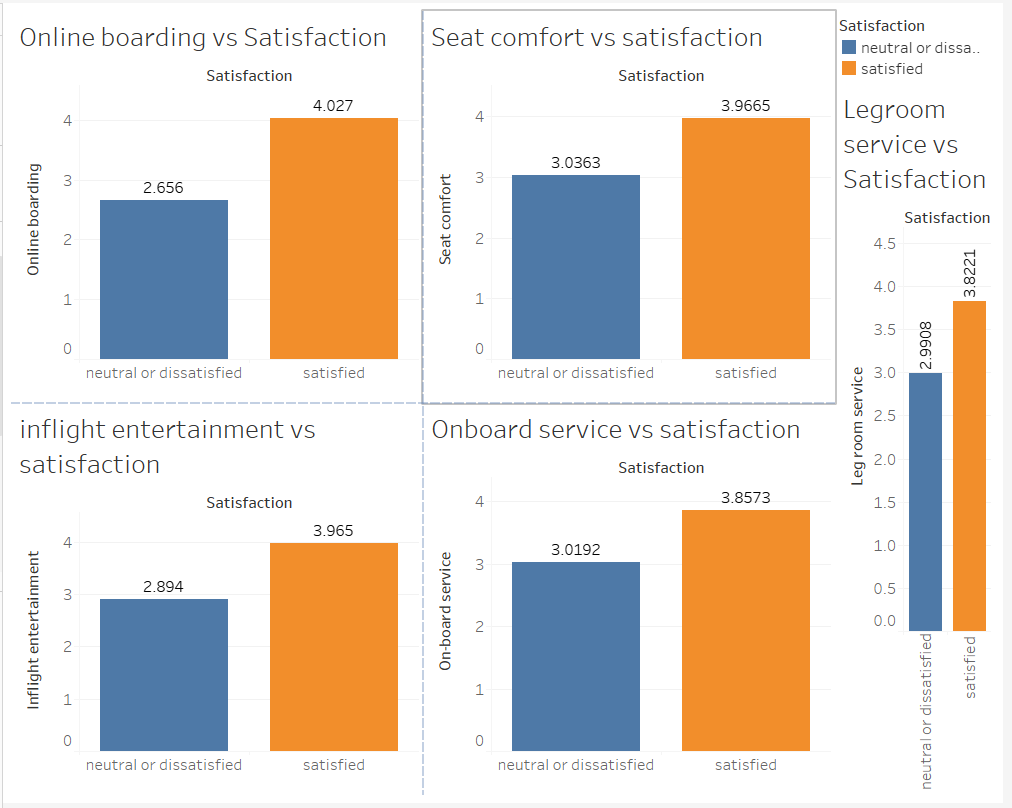 Online boarding vs Satisfaction
Satisfaction
4.027
2.656
4
3
2
1
0
Online boarding
neutral or dissatisfied
satisfied
Seat comfort vs satisfaction
Satisfaction
3.9665
3.0363
4
3
2
1
0
Seat comfort
neutral or dissatisfied
satisfied
Satisfaction
neutral or dissa..
satisfied
Legroom
service vs
Satisfaction
Satisfaction
4.5
4.0
3.5
3.0
2.5
2.0
1.5
1.0
0.5
0.0
Leg room service
2.9908
3.8221
neutral or dissatisfied
satisfied
inflight entertainment vs
satisfaction
Satisfaction
3.965
2.894
4
3
2
1
0
Inflight entertainment
neutral or dissatisfied
satisfied
Onboard service vs satisfaction
Satisfaction
3.8573
3.0192
4
3
2
1
0
On-board service
neutral or dissatisfied
satisfied